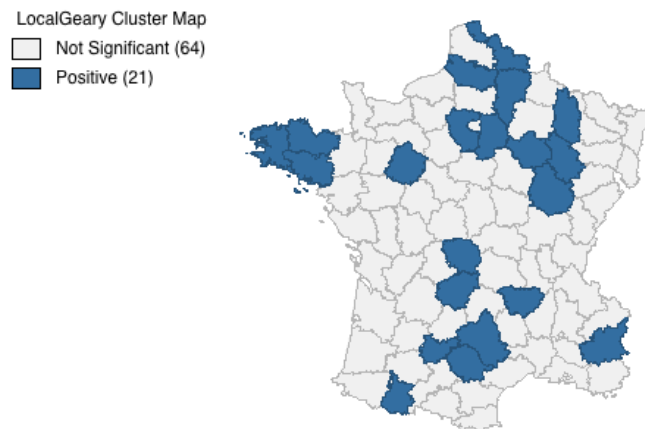 LocalGeary Cluster Map
Not Significant (64)
Positive (21)